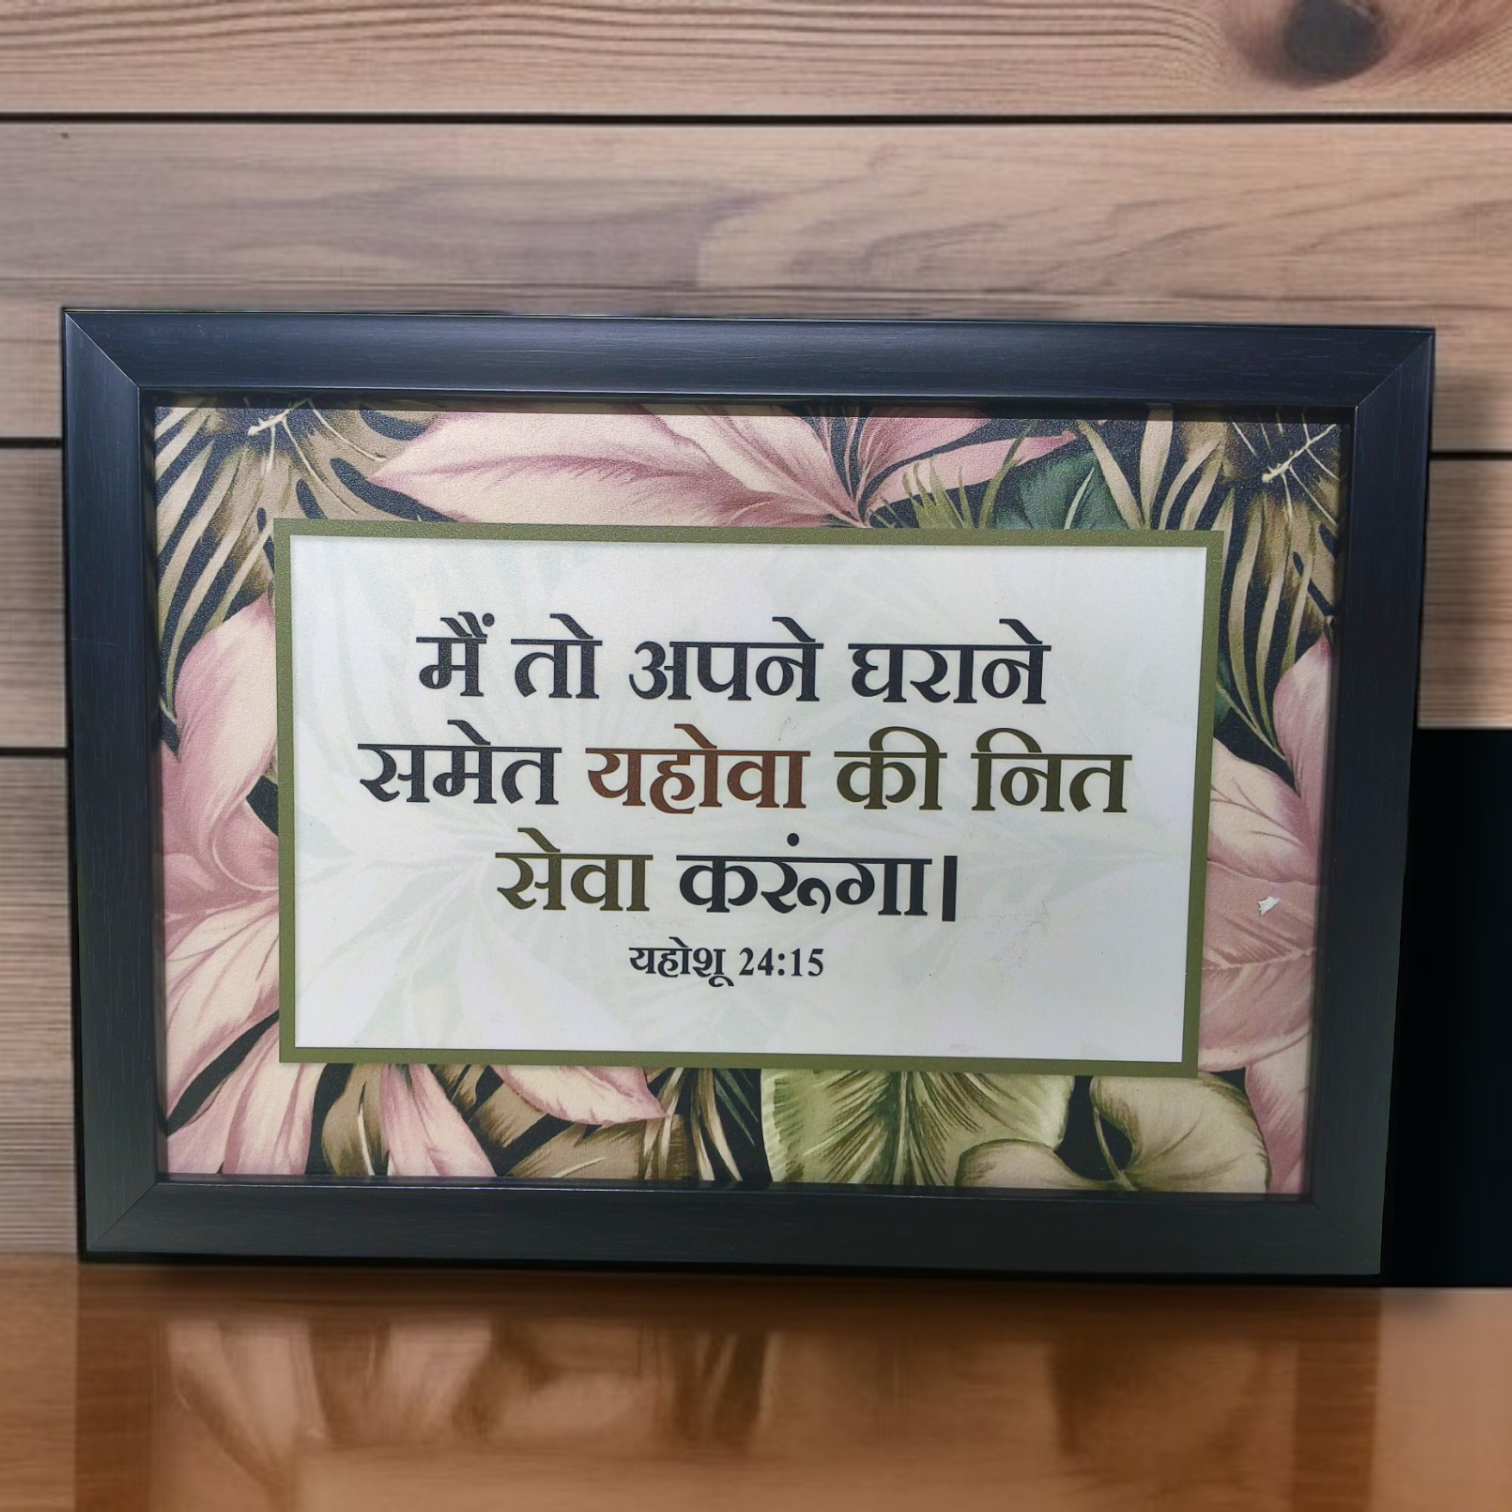 मैं तो अपने घराने
समेत यहोवा की नित
सेवा करुंगा।
यहोशू 24:15